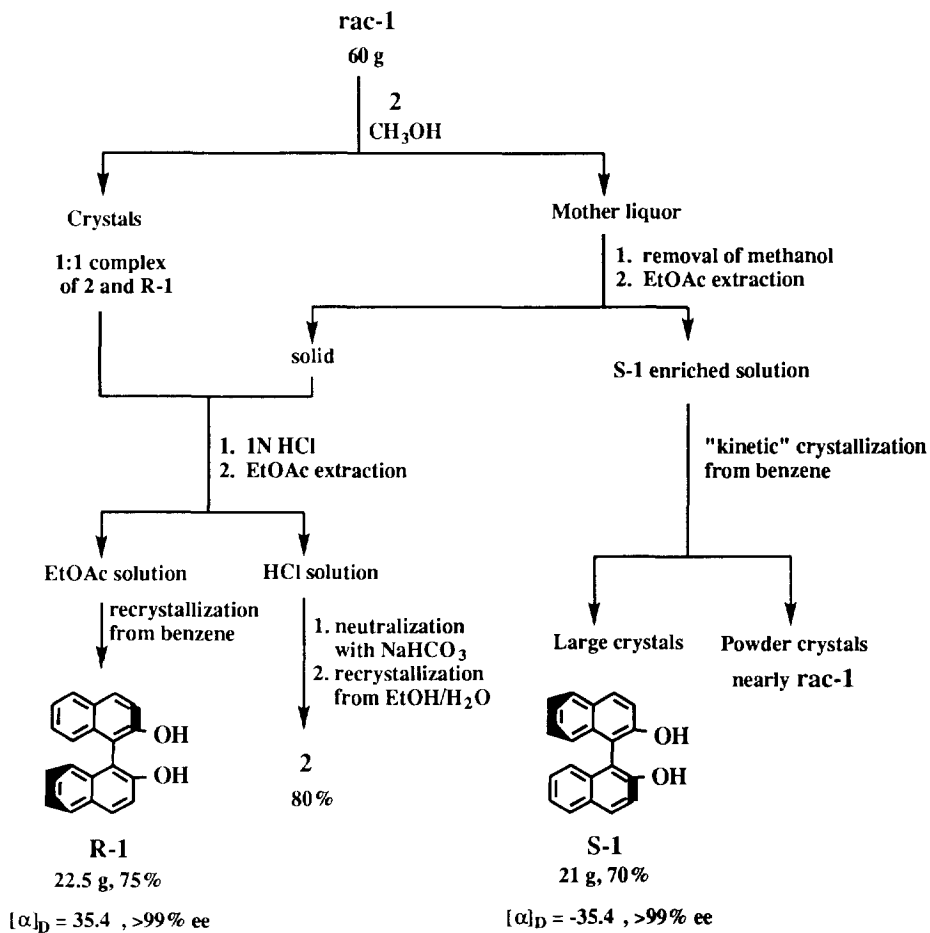 rac-1
60 g
2
CH₃OH
Crystals
1:1 complex
of 2 and R-1
Mother liquor
1. removal of methanol
2. EtOAc extraction
solid
S-1 enriched solution
1. 1N HCl
2. EtOAc extraction
"kinetic" crystallization
from benzene
EtOAc solution
HCl solution
recrystallization
from benzene
1. neutralization
with NaHCO₃
2. recrystallization
from EtOH/H₂O
Large crystals
Powder crystals
nearly rac-1
OH
OH
2
80%
OH
OH
R-1
22.5 g, 75%
[α]D = 35.4 , >99% ee
S-1
21 g, 70%
[α]D = -35.4 , >99% ee